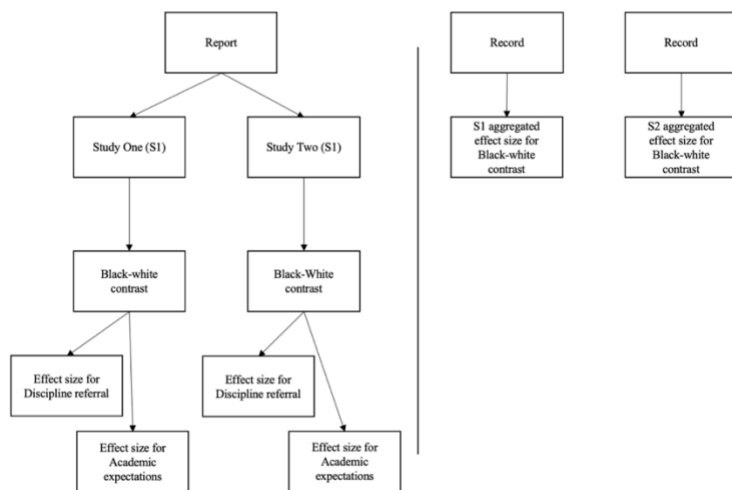 Report
Record
Record
Study One (S1)
Study Two (S1)
S1 aggregated
effect size for
Black-white
contrast
S2 aggregated
effect size for
Black-white
contrast
Black-white
contrast
Black-White
contrast
Effect size for
Discipline referral
Effect size for
Discipline referral
Effect size for
Academic
expectations
Effect size for
Academic
expectations